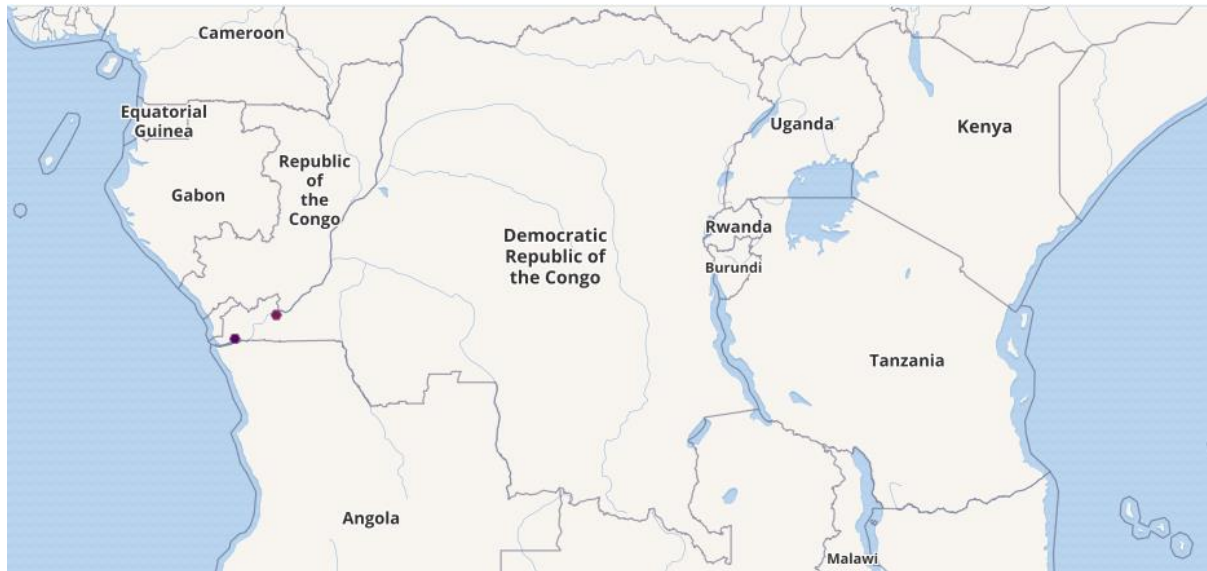 Cameroon
Equatorial
Guinea
Uganda
Kenya
Republic
of
the
Congo
Gabon
Rwanda
Democratic
Republic of
the Congo
Burundi
Tanzania
Angola
Malawi